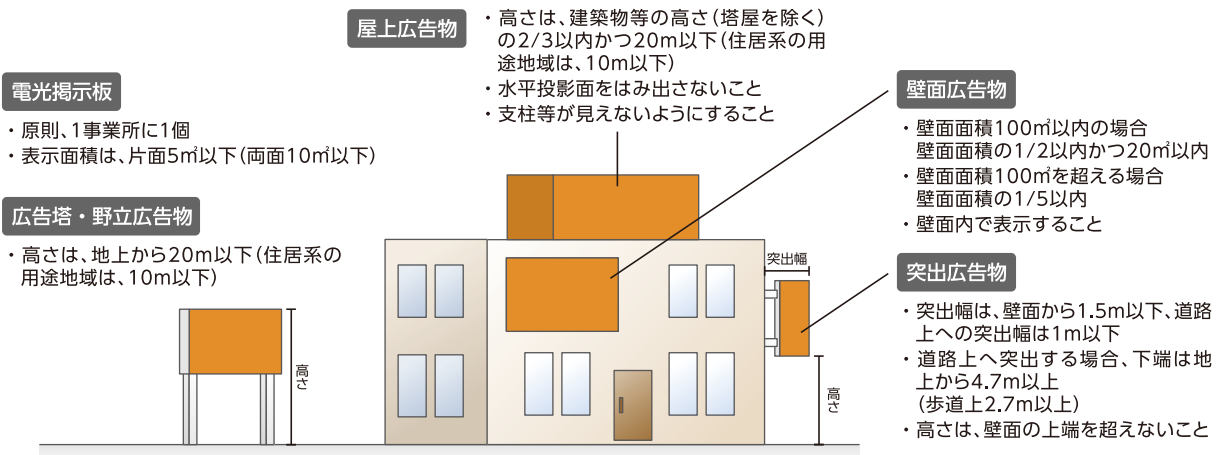 屋上広告物
・高さは、建築物等の高さ(塔屋を除く)
の2/3以内かつ20m以下(住居系の用
途地域は、10m以下)
・水平投影面をはみ出さないこと
・支柱等が見えないようにすること
電光掲示板
・原則、1事業所に1個
・表示面積は、片面5㎡以下(両面10㎡以下)
広告塔・野立広告物
・高さは、地上から20m以下(住居系の
用途地域は、10m以下)
高さ
壁面広告物
・壁面面積100㎡以内の場合
壁面面積の1/2以内かつ20㎡以内
・壁面面積100㎡を超える場合
壁面面積の1/5以内
・壁面内で表示すること
突出幅
高さ
突出広告物
・突出幅は、壁面から1.5m以下、道路
上への突出幅は1m以下
・道路上へ突出する場合、下端は地
上から4.7m以上
(歩道上2.7m以上)
・高さは、壁面の上端を超えないこと